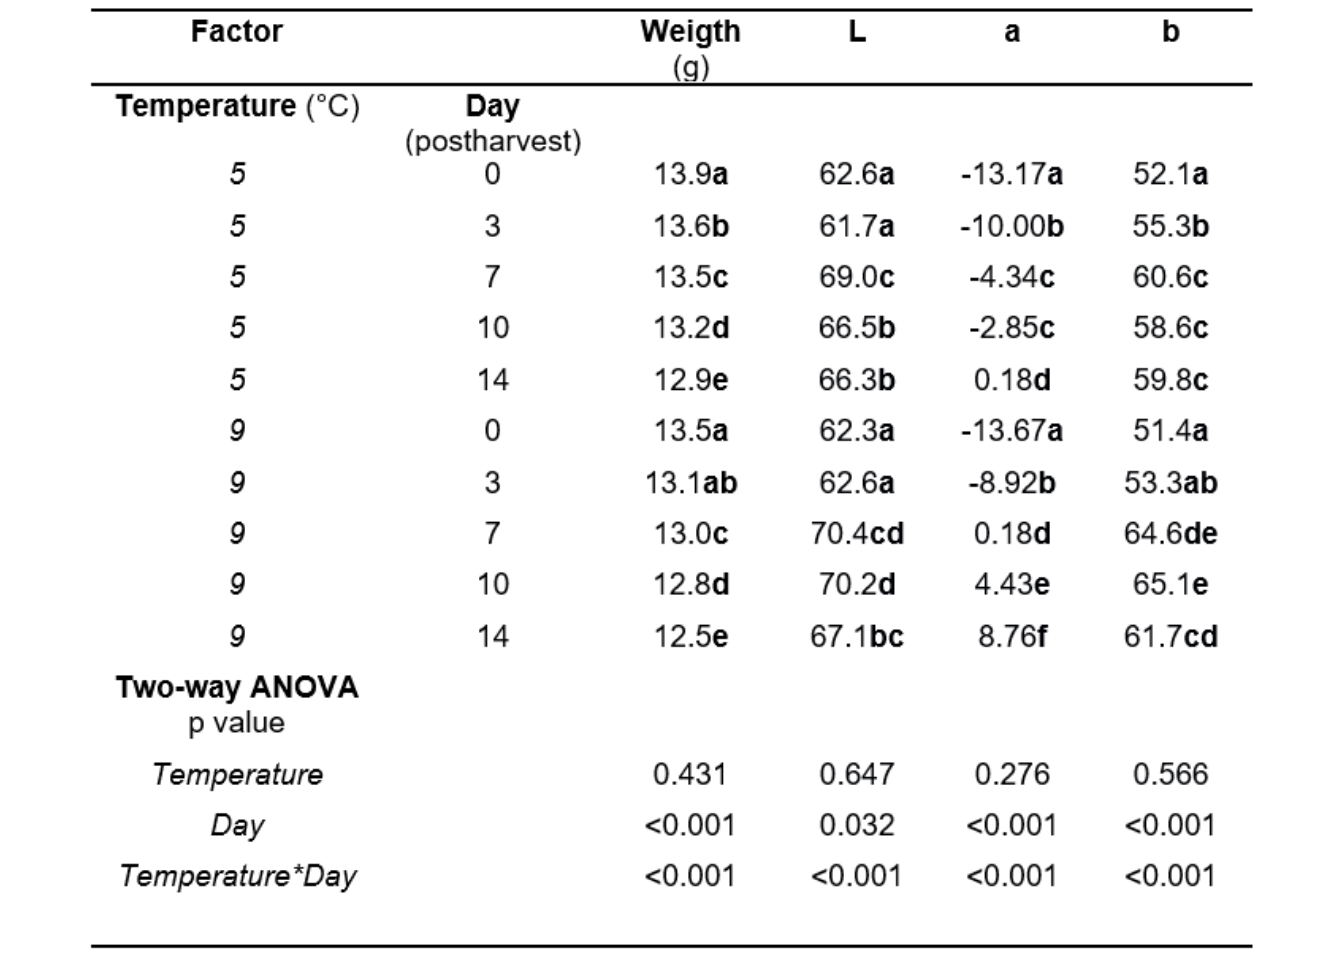 Factor Weigth L a b
(g)
Temperature (°C) Day
(postharvest)
5 0 13.9a 62.6a -13.17a 52.1a
5 3 13.6b 61.7a -10.00b 55.3b
5 7 13.5c 69.0c -4.34c 60.6c
5 10 13.2d 66.5b -2.85c 58.6c
5 14 12.9e 66.3b 0.18d 59.8c
9 0 13.5a 62.3a -13.67a 51.4a
9 3 13.1ab 62.6a -8.92b 53.3ab
9 7 13.0c 70.4cd 0.18d 64.6de
9 10 12.8d 70.2d 4.43e 65.1e
9 14 12.5e 67.1bc 8.76f 61.7cd
Two-way ANOVA
p value
Temperature 0.431 0.647 0.276 0.566
Day <0.001 0.032 <0.001 <0.001
Temperature*Day <0.001 <0.001 <0.001 <0.001